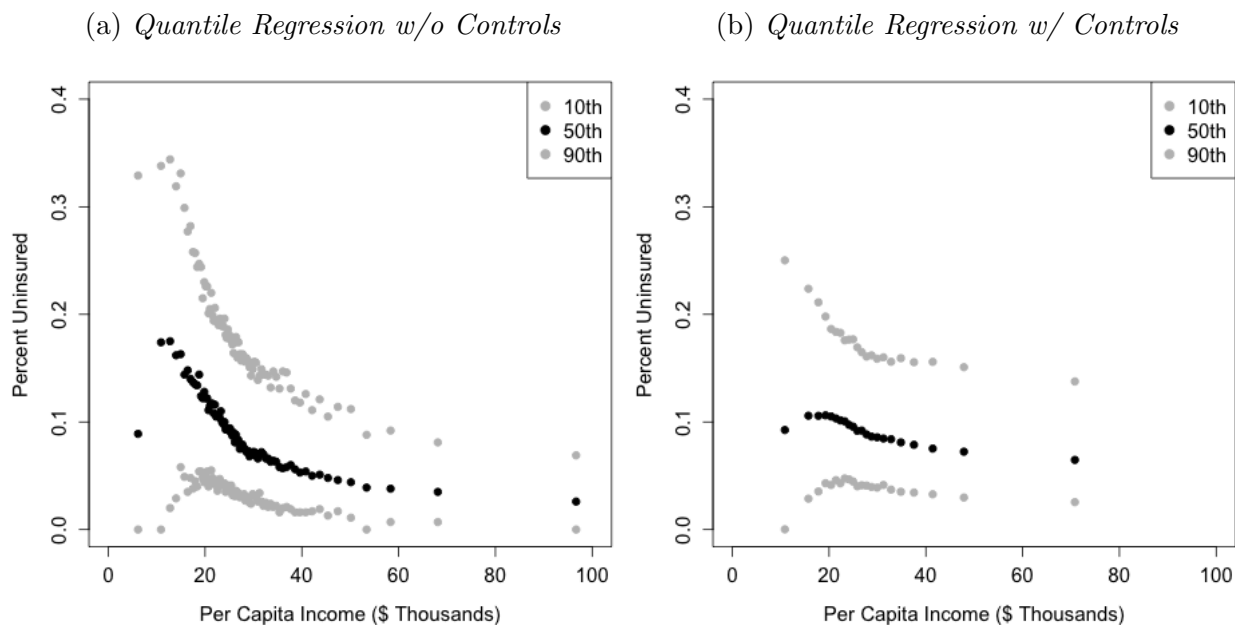 (a) Quantile Regression w/o Controls
0.4
0.3
0.2
0.1
0.0
Percent Uninsured
10th
50th
90th
0 20 40 60 80 100
Per Capita Income ($ Thousands)
(b) Quantile Regression w/ Controls
0.4
0.3
0.2
0.1
0.0
Percent Uninsured
10th
50th
90th
0 20 40 60 80 100
Per Capita Income ($ Thousands)